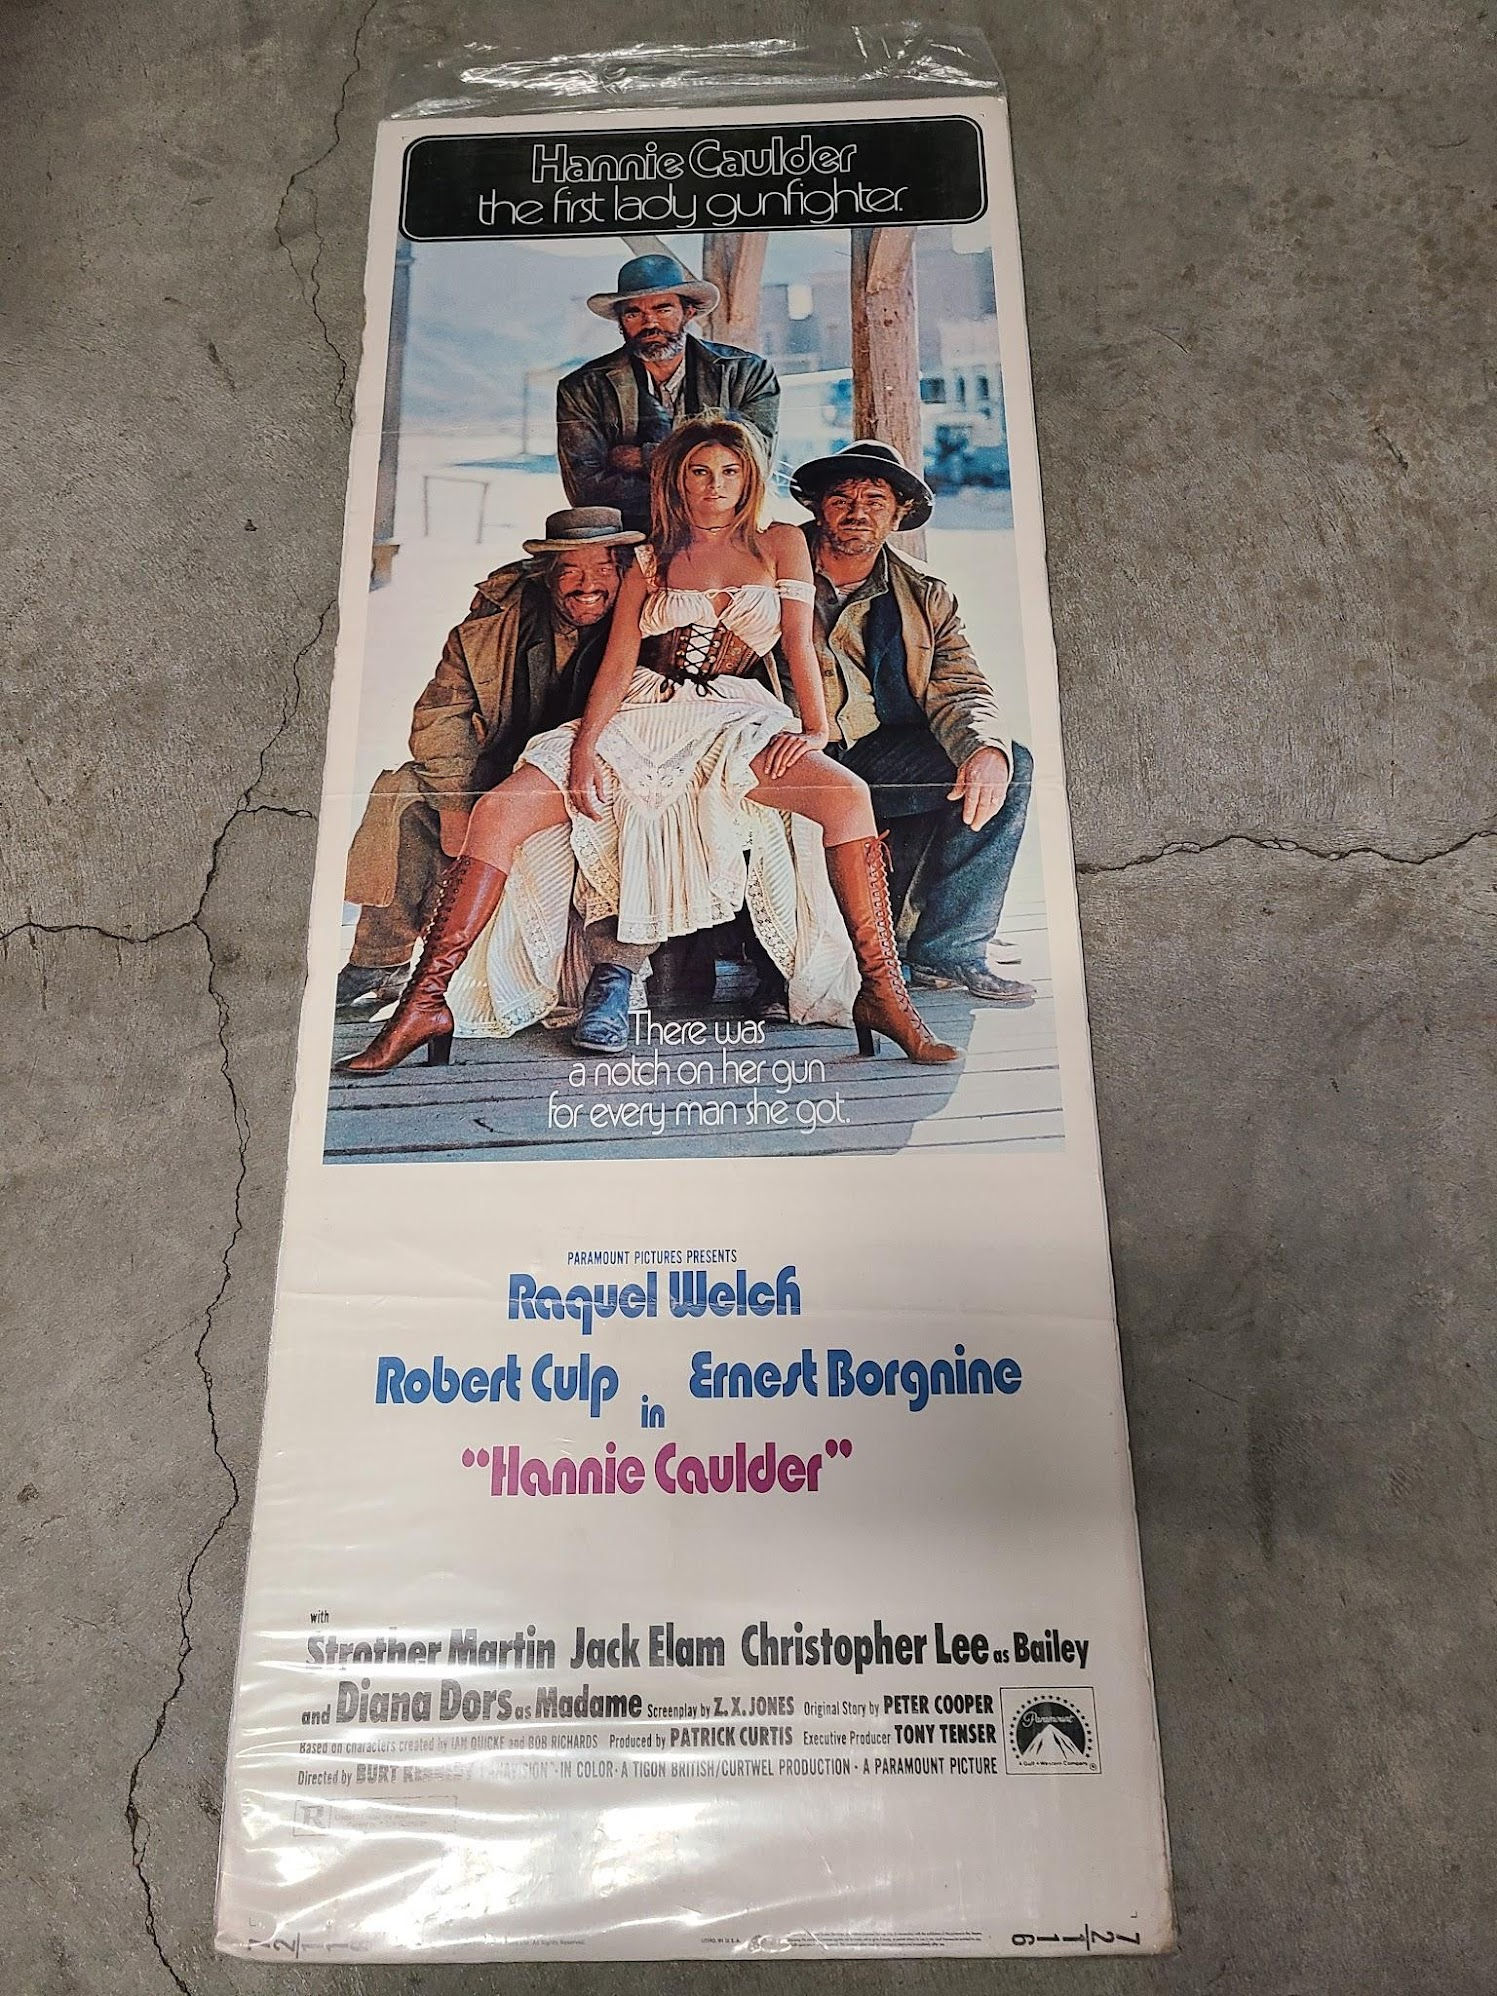 Hannie Caulder
the first lady gunfighter.
There was
a notch on her gun
for every man she got.
PARAMOUNT PICTURES PRESENTS
Raquel Welch
Robert Culp in Ernest Borgnine
“Hannie Caulder”
with
Strother Martin Jack Elam Christopher Lee as Bailey
and Diana Dors as Madame Screenplay by Z. X. JONES Original Story by PETER COOPER
Based on characters created by IAN QUICKE and BOB RICHARDS Produced by PATRICK CURTIS Executive Producer TONY TENSER
Directed by BURT IN COLOR · A TIGON BRITISH/CURTWEL PRODUCTION · A PARAMOUNT PICTURE
Paramount
A Gulf + Western Company
R
72
116